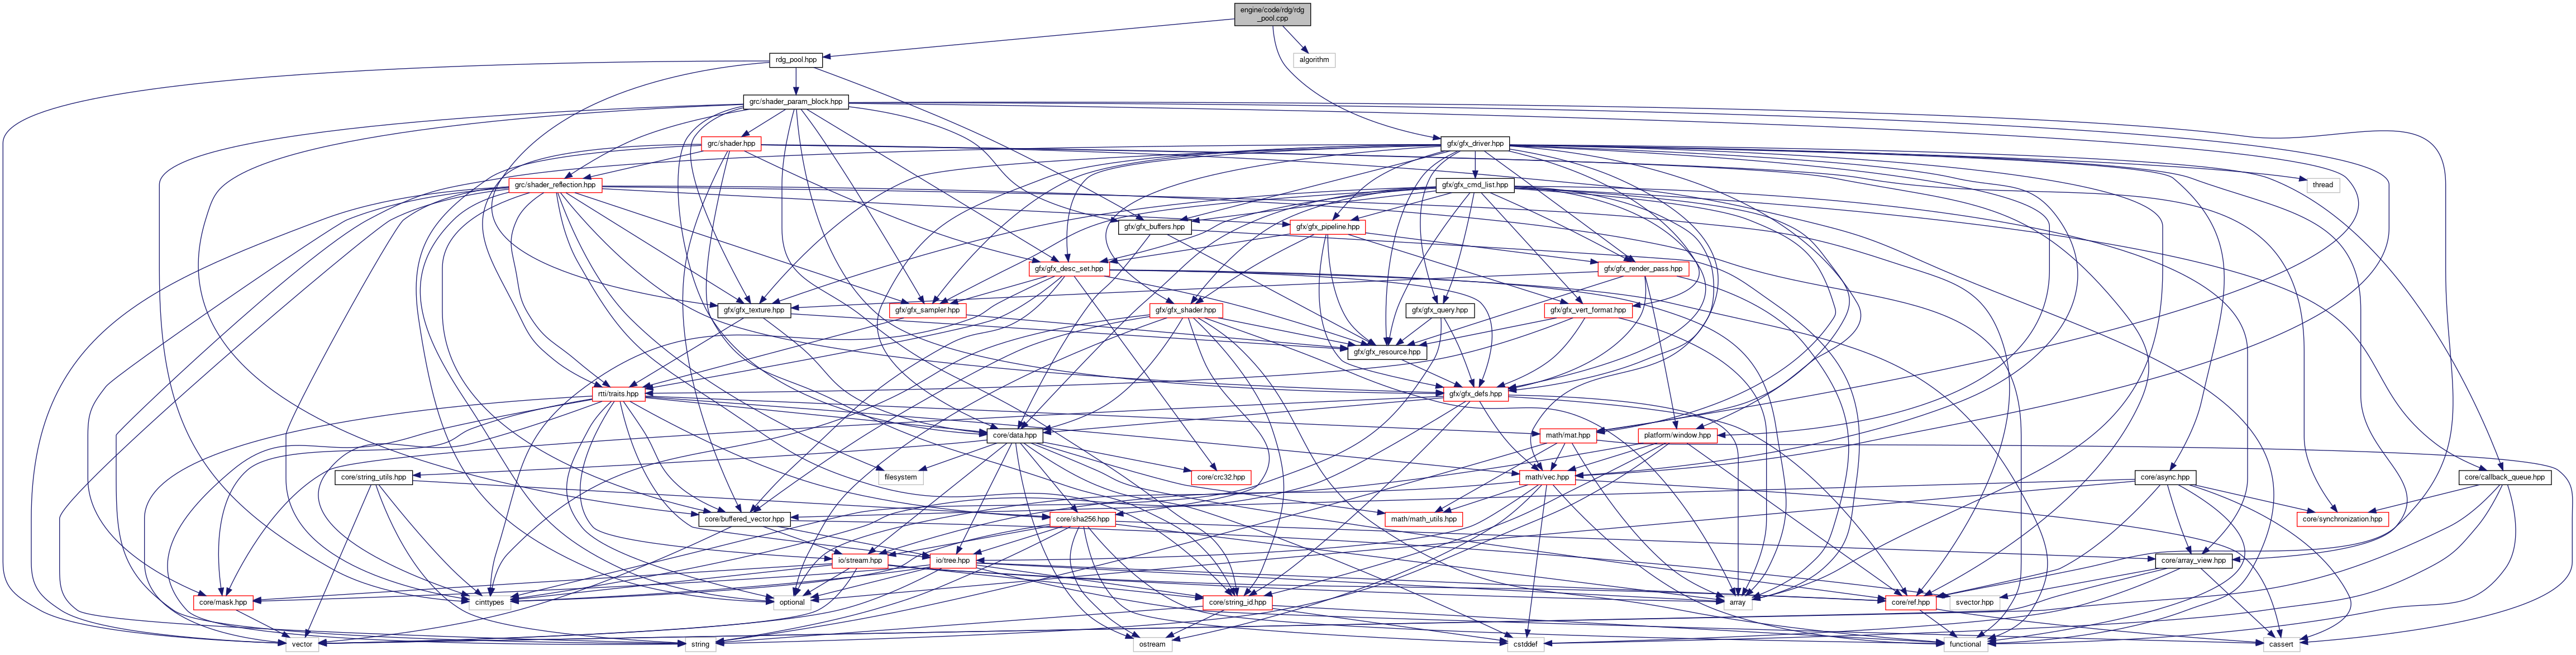 engine/code/rdg/rdg
_pool.cpp
rdg_pool.hpp
algorithm
grc/shader_param_block.hpp
grc/shader.hpp
gfx/gfx_driver.hpp
grc/shader_reflection.hpp
gfx/gfx_cmd_list.hpp
thread
gfx/gfx_buffers.hpp
gfx/gfx_pipeline.hpp
gfx/gfx_desc_set.hpp
gfx/gfx_render_pass.hpp
gfx/gfx_texture.hpp
gfx/gfx_sampler.hpp
gfx/gfx_shader.hpp
gfx/gfx_query.hpp
gfx/gfx_vert_format.hpp
gfx/gfx_resource.hpp
rtti/traits.hpp
gfx/gfx_defs.hpp
core/data.hpp
math/mat.hpp
platform/window.hpp
core/string_utils.hpp
filesystem
core/crc32.hpp
math/vec.hpp
core/async.hpp
core/callback_queue.hpp
core/buffered_vector.hpp
core/sha256.hpp
math/math_utils.hpp
core/synchronization.hpp
io/stream.hpp
io/tree.hpp
core/array_view.hpp
core/mask.hpp
cinttypes
optional
core/string_id.hpp
array
core/ref.hpp
svector.hpp
vector
string
ostream
cstddef
functional
cassert